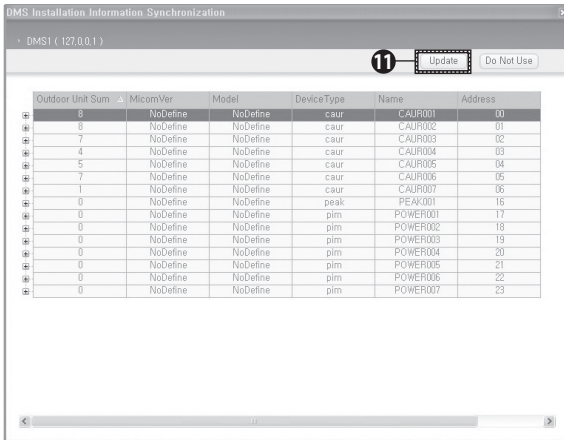 DMS Installation Information Synchronization
DMS1 ( 127,0,0,1 )
11 Update Do Not Use
Outdoor Unit Sum MicomVer Model DeviceType Name Address
8 NoDefine NoDefine caur CAUR001 00
8 NoDefine NoDefine caur CAUR002 01
7 NoDefine NoDefine caur CAUR003 02
4 NoDefine NoDefine caur CAUR004 03
5 NoDefine NoDefine caur CAUR005 04
7 NoDefine NoDefine caur CAUR006 05
1 NoDefine NoDefine caur CAUR007 06
0 NoDefine NoDefine peak PEAK001 16
0 NoDefine NoDefine pim POWER001 17
0 NoDefine NoDefine pim POWER002 18
0 NoDefine NoDefine pim POWER003 19
0 NoDefine NoDefine pim POWER004 20
0 NoDefine NoDefine pim POWER005 21
0 NoDefine NoDefine pim POWER006 22
0 NoDefine NoDefine pim POWER007 23